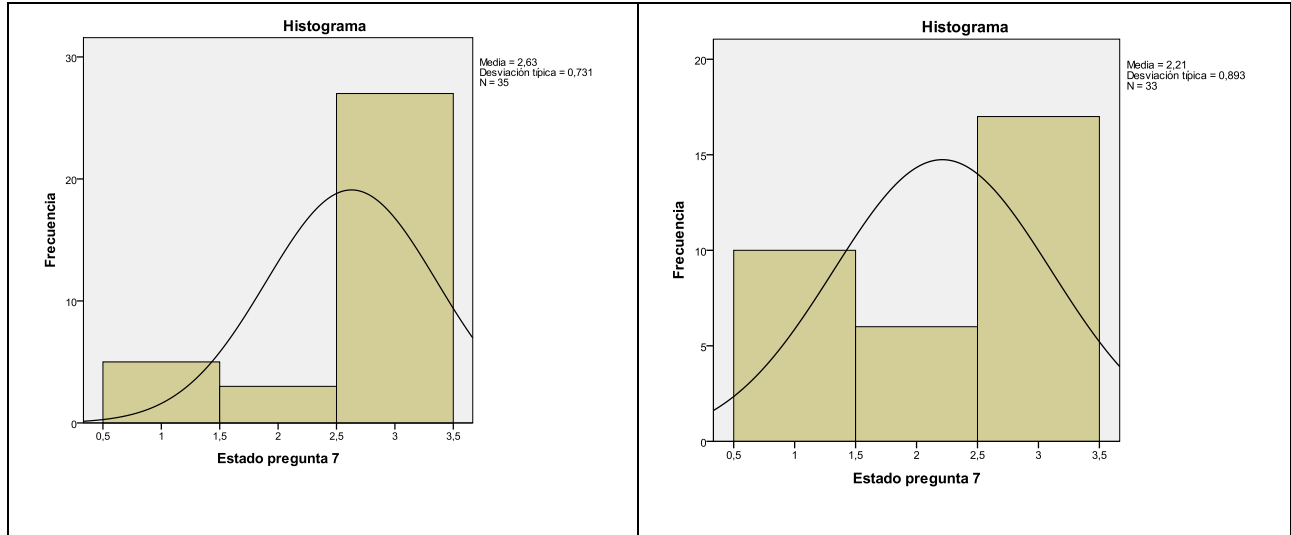 Histograma
Media = 2,63
Desviación típica = 0,731
N = 35
30
20
10
0
Frecuencia
0,5 1 1,5 2 2,5 3 3,5
Estado pregunta 7
Histograma
Media = 2,21
Desviación típica = 0,893
N = 33
20
15
10
5
0
Frecuencia
0,5 1 1,5 2 2,5 3 3,5
Estado pregunta 7